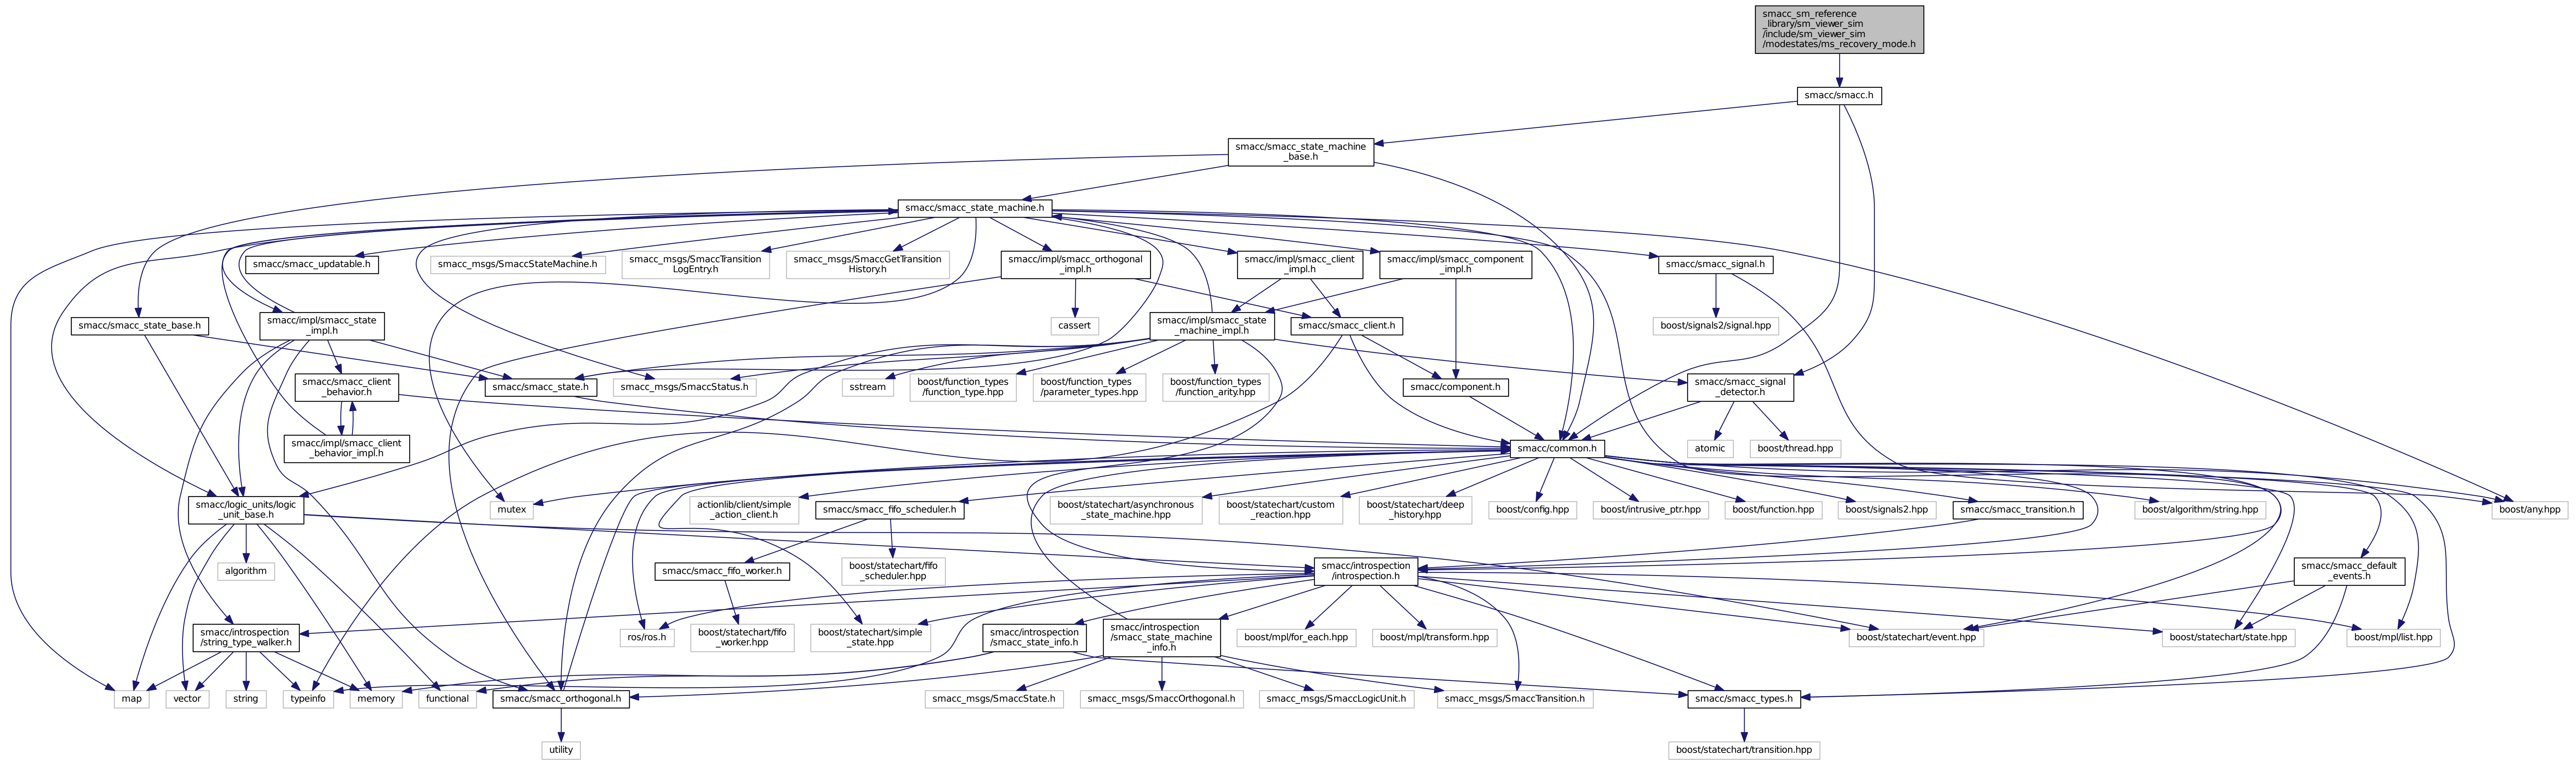 smacc_sm_reference
_library/sm_viewer_sim
/include/sm_viewer_sim
/modestates/ms_recovery_mode.h
smacc/smacc.h
smacc/smacc_state_machine
_base.h
smacc/smacc_state_machine.h
smacc/smacc_updatable.h
smacc_msgs/SmaccStateMachine.h
smacc_msgs/SmaccTransition
LogEntry.h
smacc_msgs/SmaccGetTransition
History.h
smacc/impl/smacc_orthogonal
_impl.h
smacc/impl/smacc_client
_impl.h
smacc/impl/smacc_component
_impl.h
smacc/smacc_signal.h
smacc/smacc_state_base.h
smacc/impl/smacc_state
_impl.h
cassert
smacc/impl/smacc_state
_machine_impl.h
smacc/smacc_client.h
boost/signals2/signal.hpp
smacc/smacc_client
_behavior.h
smacc/smacc_state.h
smacc_msgs/SmaccStatus.h
sstream
boost/function_types
/function_type.hpp
boost/function_types
/parameter_types.hpp
boost/function_types
/function_arity.hpp
smacc/component.h
smacc/smacc_signal
_detector.h
smacc/impl/smacc_client
_behavior_impl.h
smacc/common.h
atomic
boost/thread.hpp
smacc/logic_units/logic
_unit_base.h
mutex
actionlib/client/simple
_action_client.h
smacc/smacc_fifo_scheduler.h
boost/statechart/asynchronous
_state_machine.hpp
boost/statechart/custom
_reaction.hpp
boost/statechart/deep
_history.hpp
boost/config.hpp
boost/intrusive_ptr.hpp
boost/function.hpp
boost/signals2.hpp
smacc/smacc_transition.h
boost/algorithm/string.hpp
boost/any.hpp
algorithm
smacc/smacc_fifo_worker.h
boost/statechart/fifo
_scheduler.hpp
smacc/introspection
/introspection.h
smacc/smacc_default
_events.h
smacc/introspection
/string_type_walker.h
ros/ros.h
boost/statechart/fifo
_worker.hpp
boost/statechart/simple
_state.hpp
smacc/introspection
/smacc_state_info.h
smacc/introspection
/smacc_state_machine
_info.h
boost/mpl/for_each.hpp
boost/mpl/transform.hpp
boost/statechart/event.hpp
boost/statechart/state.hpp
boost/mpl/list.hpp
map
vector
string
typeinfo
memory
functional
smacc/smacc_orthogonal.h
smacc_msgs/SmaccState.h
smacc_msgs/SmaccOrthogonal.h
smacc_msgs/SmaccLogicUnit.h
smacc_msgs/SmaccTransition.h
smacc/smacc_types.h
utility
boost/statechart/transition.hpp